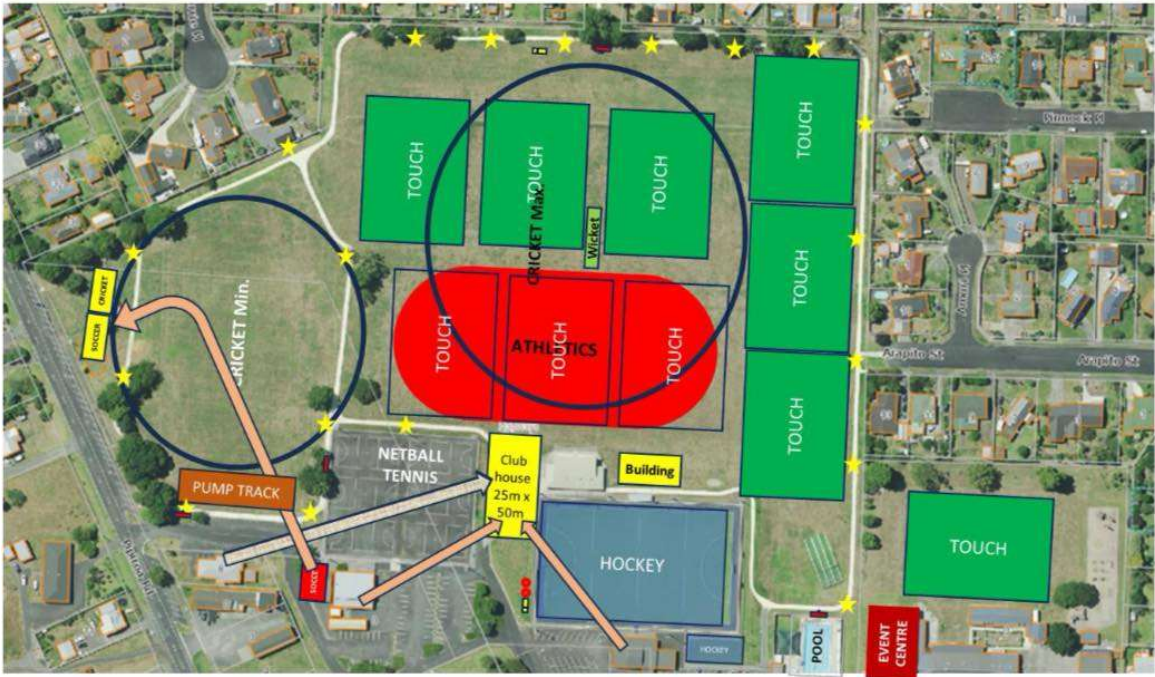 Pinnock Pl
TOUCH
TOUCH
TOUCH
TOUCH
CRICKET Max.
Wicket
TOUCH
CRICKET
SOCCER
CRICKET Min.
TOUCH
TOUCH
TOUCH
ATHLETICS
Arapito St
Arapito St
TOUCH
NETBALL
TENNIS
Club
house
25m x
50m
Building
PUMP TRACK
TOUCH
HOCKEY
SOCCE
HOCKEY
POOL
EVENT
CENTRE